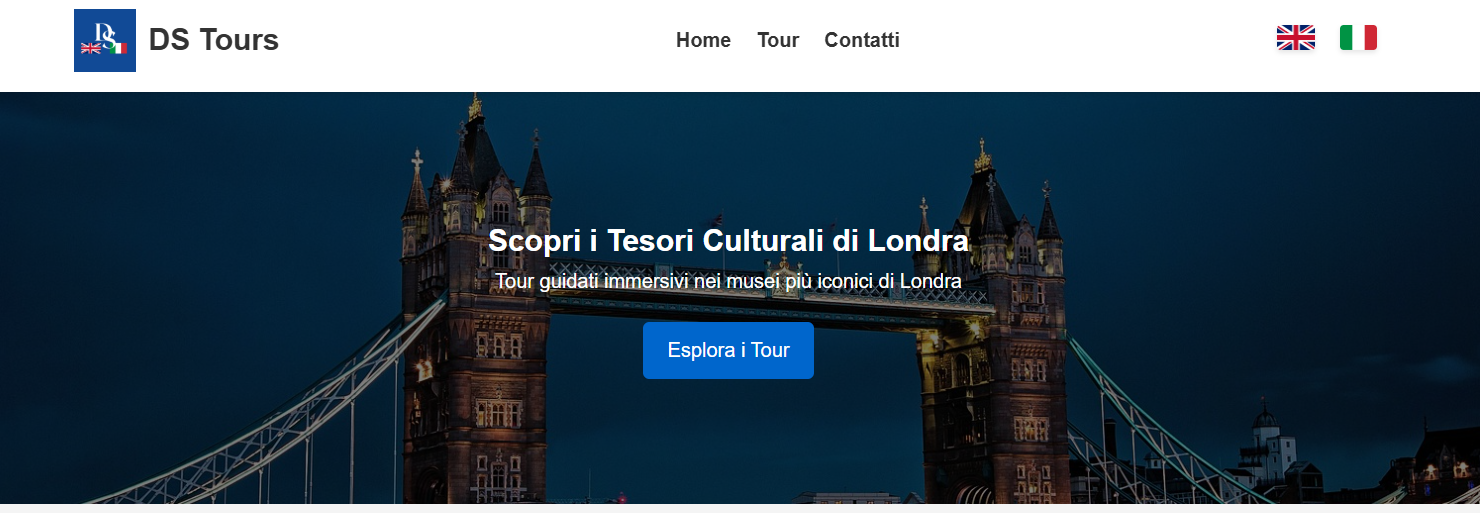 DS
DS Tours
Home Tour Contatti
Scopri i Tesori Culturali di Londra
Tour guidati immersivi nei musei più iconici di Londra
Esplora i Tour